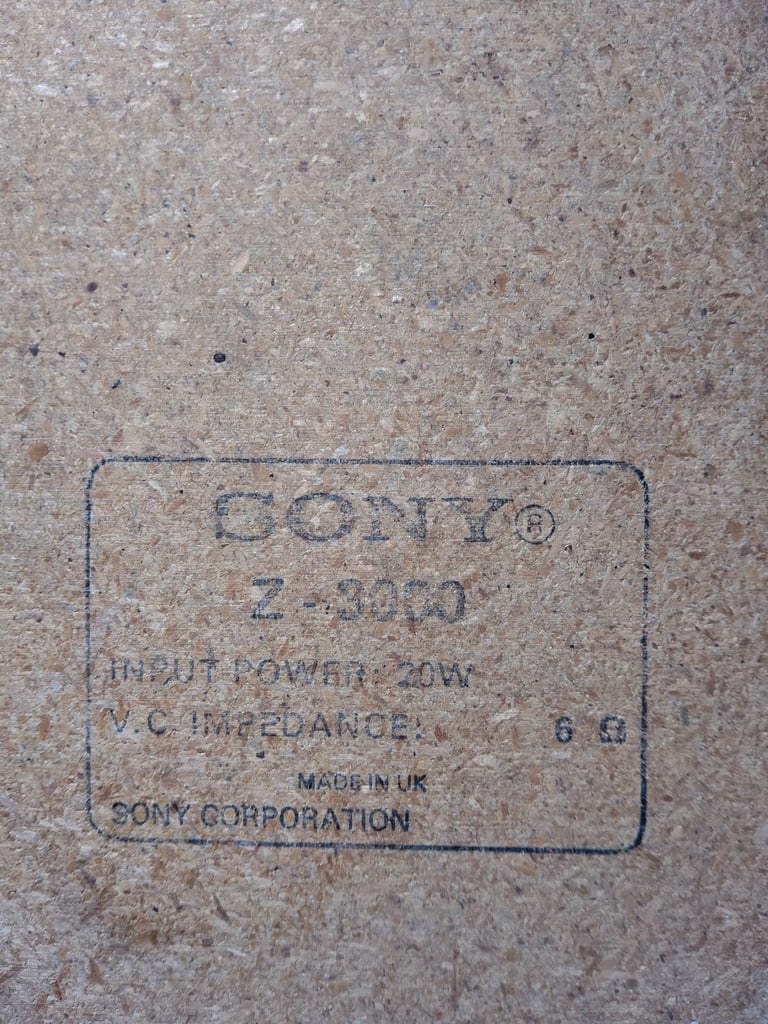 SONY®
Z-3000
INPUT POWER: 20W
V.C. IMPEDANCE: 6 Ω
MADE IN UK
SONY CORPORATION